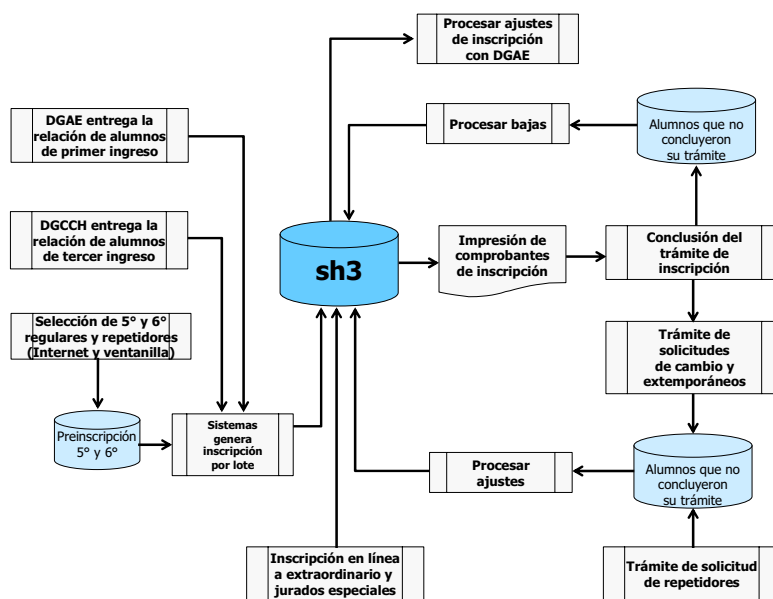 Procesar ajustes
de inscripción
con DGAE
DGAE entrega la
relación de alumnos
de primer ingreso
Procesar bajas
Alumnos que no
concluyeron
su trámite
DGCCH entrega la
relación de alumnos
de tercer ingreso
sh3
Impresión de
comprobantes
de inscripción
Conclusión del
trámite de
inscripción
Selección de 5° y 6°
regulares y repetidores
(Internet y ventanilla)
Trámite de
solicitudes
de cambio y
extemporáneos
Preinscripción
5° y 6°
Sistemas
genera
inscripción
por lote
Procesar
ajustes
Alumnos que no
concluyeron
su trámite
Inscripción en línea
a extraordinario y
jurados especiales
Trámite de solicitud
de repetidores